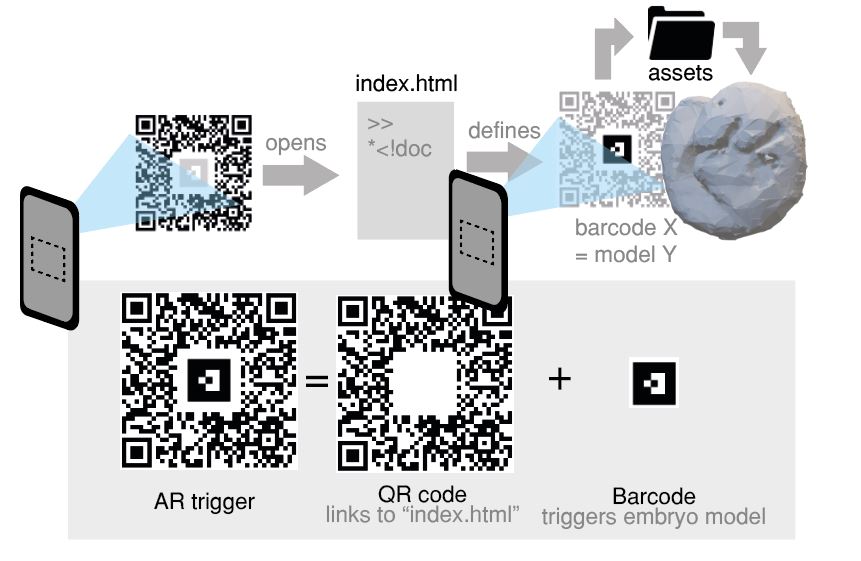 assets
index.html
>>
*<!doc
opens
defines
barcode X
= model Y
=
+
AR trigger
QR code
links to “index.html”
Barcode
triggers embryo model